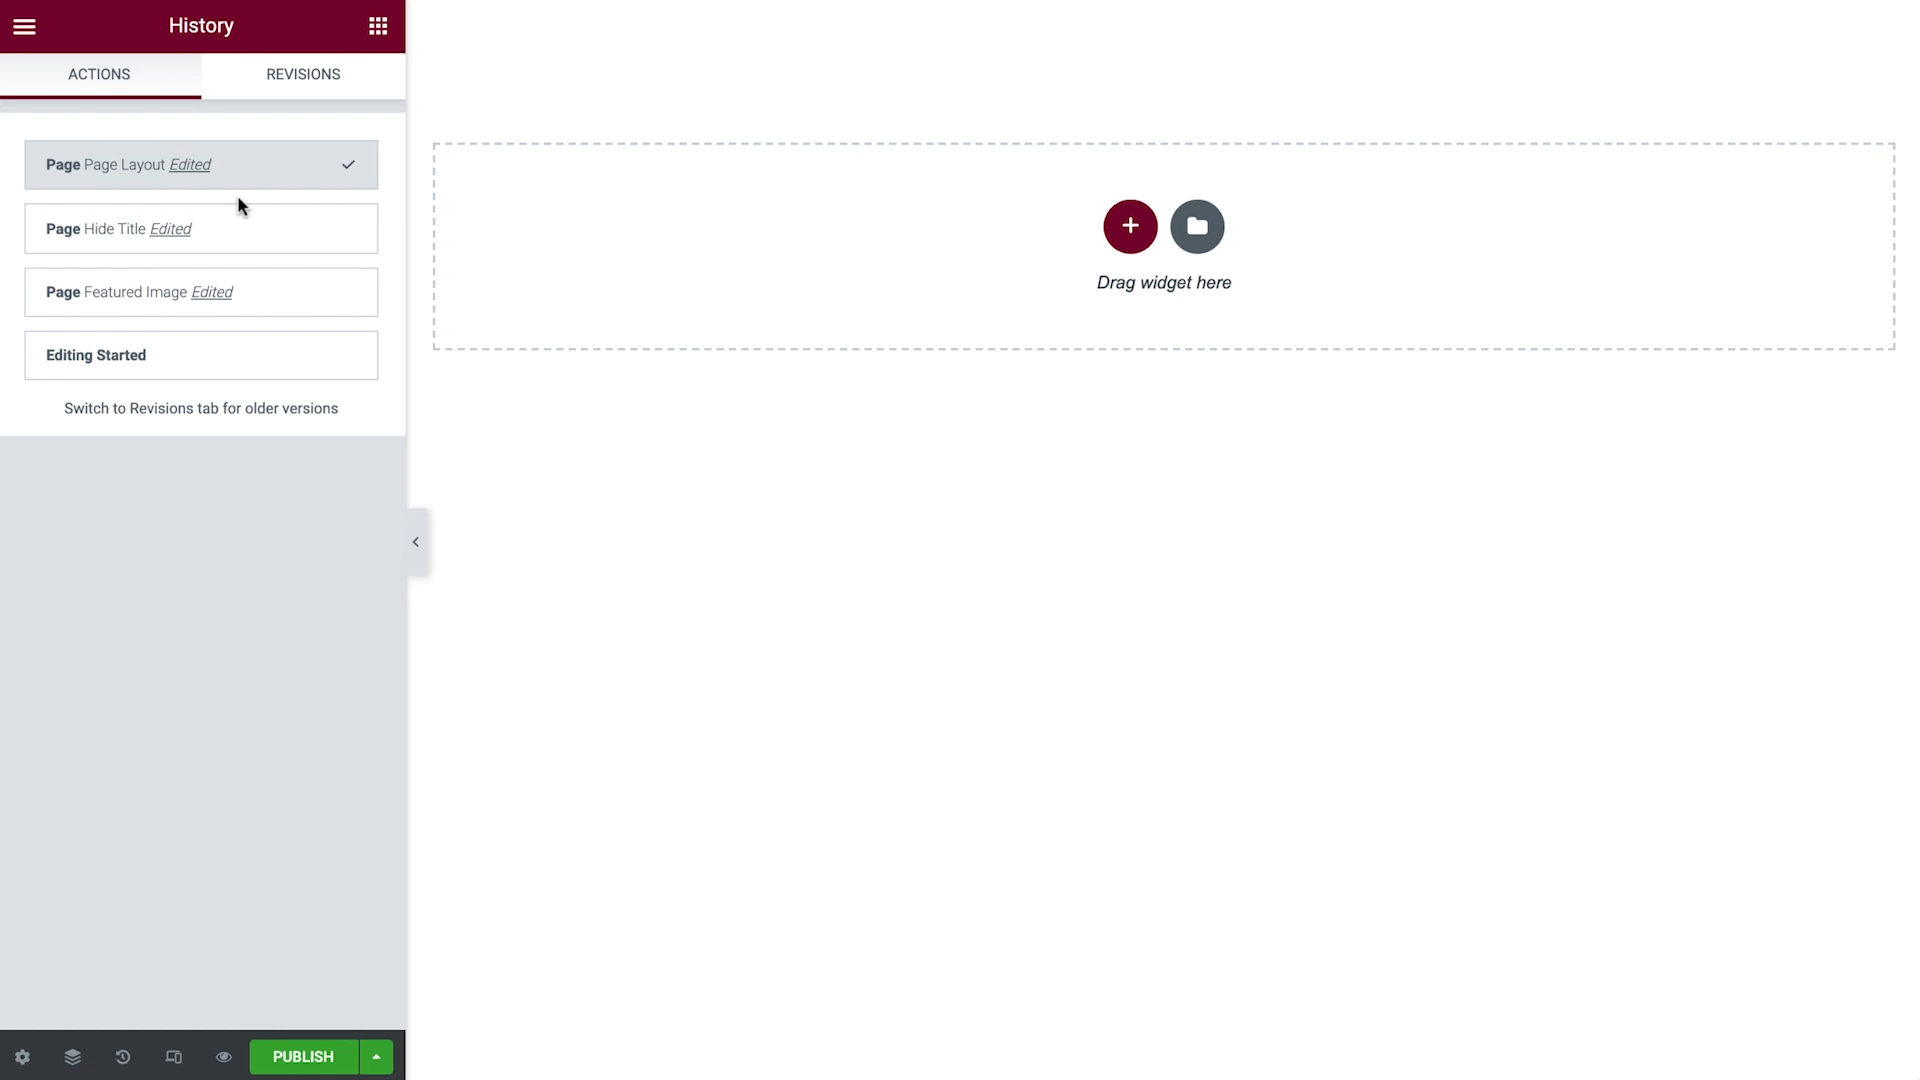 History
ACTIONS
REVISIONS
Page Page Layout Edited
Page Hide Title Edited
Page Featured Image Edited
Editing Started
Switch to Revisions tab for older versions
Drag widget here
PUBLISH